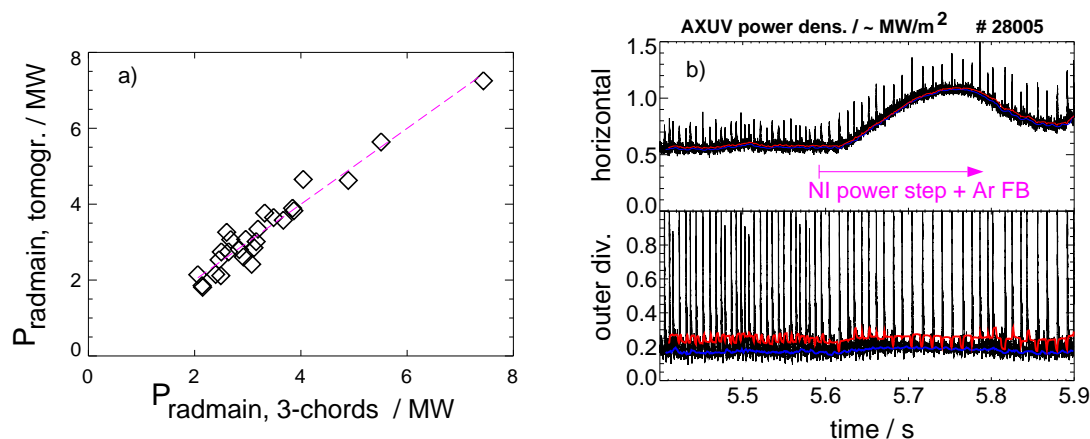 a)
P radmain, tomogr. / MW
8
6
4
2
0
0 2 4 6 8
P radmain, 3-chords / MW
AXUV power dens. / ~ MW/m² # 28005
b)
horizontal
1.5
1.0
0.5
0.0
NI power step + Ar FB
outer div.
0.8
0.6
0.4
0.2
0.0
5.5 5.6 5.7 5.8 5.9
time / s